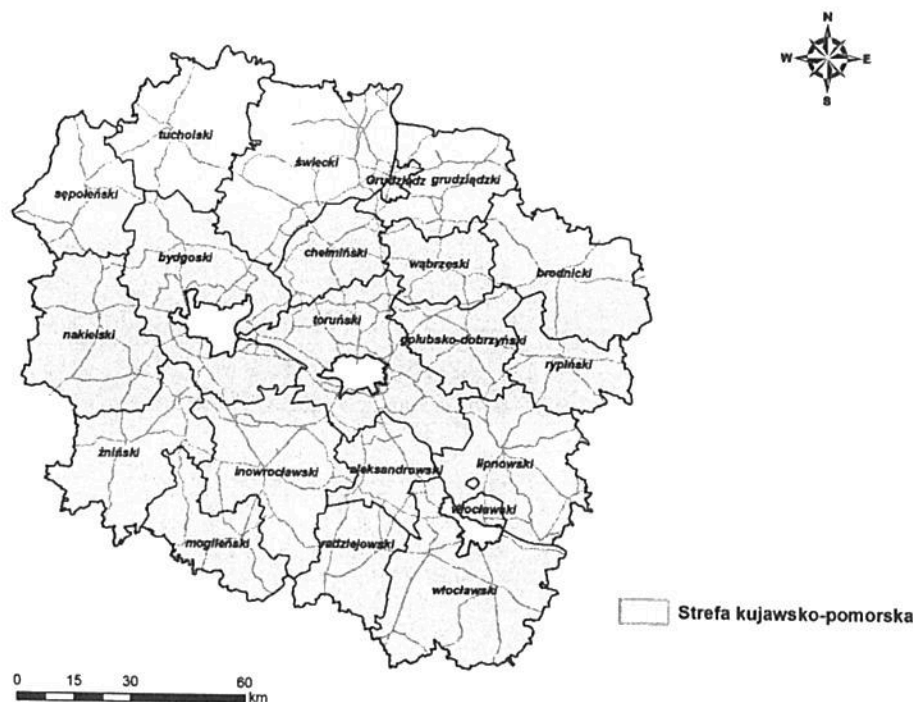 N
W E
S
tucholski
świecki
Grudziądz grudziądzki
sępoleński
bydgoski
chełmiński
wąbrzeski
brodnicki
nakielski
toruński
golubsko-dobrzyński
rypiński
żniński
inowrocławski
aleksandrowski
lipnowski
włocławski
mogileński
radziejowski
włocławski
Strefa kujawsko-pomorska
0 15 30 60
km